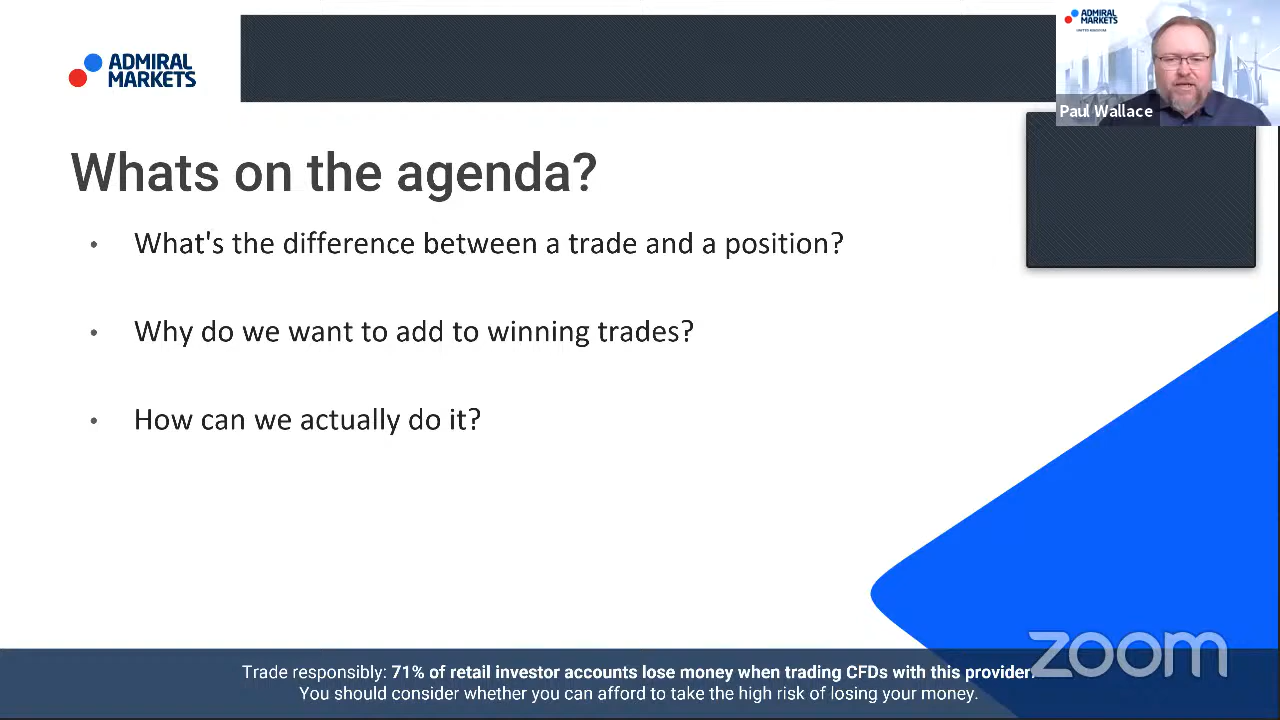 ADMIRAL
MARKETS
ADMIRAL
MARKETS
UNITED KINGDOM
Paul Wallace
Whats on the agenda?
• What's the difference between a trade and a position?
• Why do we want to add to winning trades?
• How can we actually do it?
zoom
Trade responsibly: 71% of retail investor accounts lose money when trading CFDs with this provider.
You should consider whether you can afford to take the high risk of losing your money.